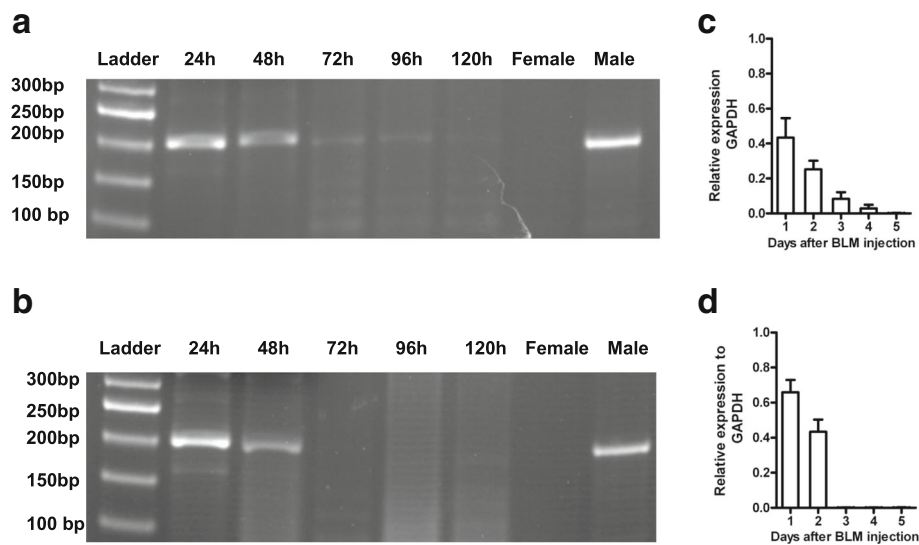 a
Ladder 24h 48h 72h 96h 120h Female Male
300bp
250bp
200bp
150bp
100 bp
c
Relative expression
GAPDH
1.0
0.8
0.6
0.4
0.2
0.0
1 2 3 4 5
Days after BLM injection
b
Ladder 24h 48h 72h 96h 120h Female Male
300bp
250bp
200bp
150bp
100 bp
d
Relative expression to
GAPDH
1.0
0.8
0.6
0.4
0.2
0.0
1 2 3 4 5
Days after BLM injection